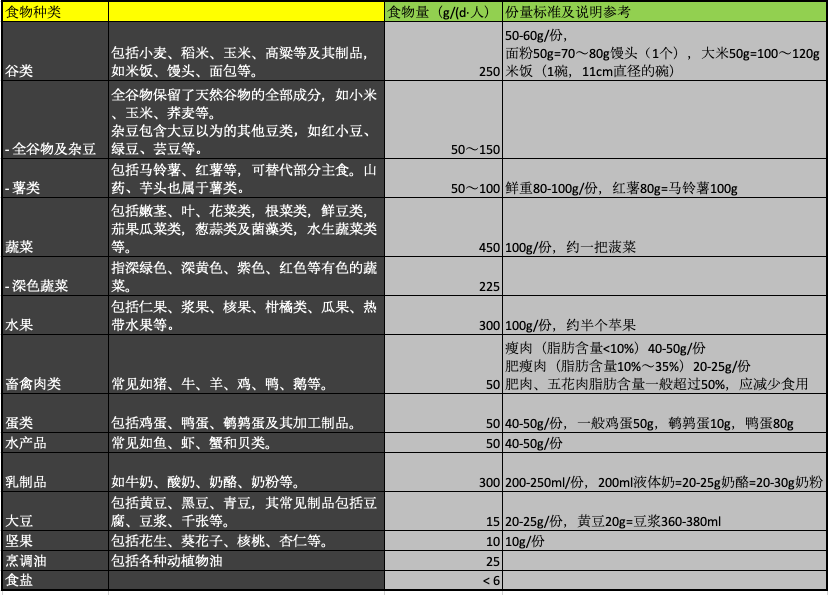 食物种类 食物量（g/(d·人） 份量标准及说明参考
50-60g/份，
包括小麦、稻米、玉米、高粱等及其制品， 面粉50g=70～80g馒头（1个），大米50g=100～120g
谷类 如米饭、馒头、面包等。 250 米饭（1碗，11cm直径的碗）
全谷物保留了天然谷物的全部成分，如小米
、玉米、荞麦等。
杂豆包含大豆以为的其他豆类，如红小豆、
- 全谷物及杂豆 绿豆、芸豆等。 50～150
包括马铃薯、红薯等，可替代部分主食。山
- 薯类 药、芋头也属于薯类。 50～100 鲜重80-100g/份，红薯80g=马铃薯100g
包括嫩茎、叶、花菜类，根菜类，鲜豆类，
茄果瓜菜类，葱蒜类及菌藻类，水生蔬菜类
蔬菜 等。 450 100g/份，约一把菠菜
指深绿色、深黄色、紫色、红色等有色的蔬
- 深色蔬菜 菜。 225
包括仁果、浆果、核果、柑橘类、瓜果、热
水果 带水果等。 300 100g/份，约半个苹果
瘦肉（脂肪含量<10%）40-50g/份
肥瘦肉（脂肪含量10%～35%）20-25g/份
畜禽肉类 常见如猪、牛、羊、鸡、鸭、鹅等。 50 肥肉、五花肉脂肪含量一般超过50%，应减少食用
蛋类 包括鸡蛋、鸭蛋、鹌鹑蛋及其加工制品。 50 40-50g/份，一般鸡蛋50g，鹌鹑蛋10g，鸭蛋80g
水产品 常见如鱼、虾、蟹和贝类。 50 40-50g/份
乳制品 如牛奶、酸奶、奶酪、奶粉等。 300 200-250ml/份，200ml液体奶=20-25g奶酪=20-30g奶粉
包括黄豆、黑豆、青豆，其常见制品包括豆
大豆 腐、豆浆、千张等。 15 20-25g/份，黄豆20g=豆浆360-380ml
坚果 包括花生、葵花子、核桃、杏仁等。 10 10g/份
烹调油 包括各种动植物油 25
食盐 < 6